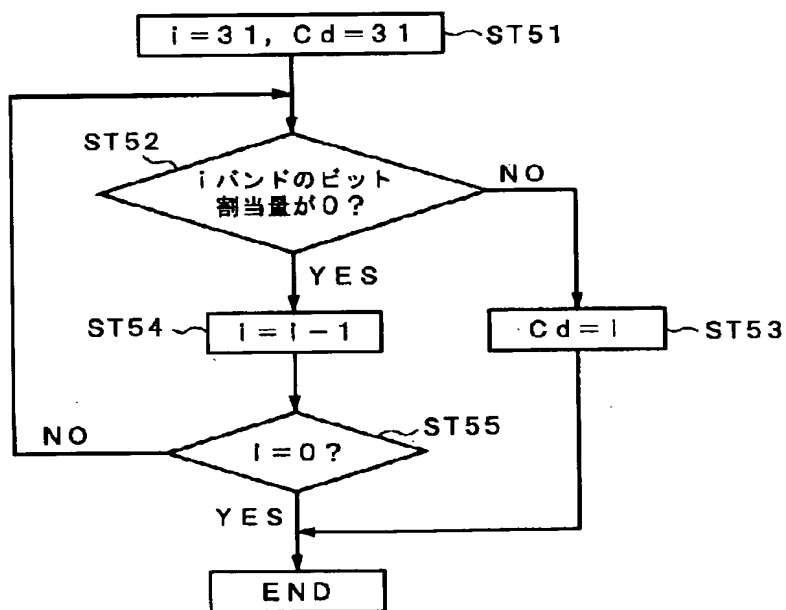 i=31, Cd=31
ST51
ST52
iバンドのビット
割当量が0?
NO
YES
ST54
i=i-1
Cd=i
ST53
NO
i=0?
ST55
YES
END